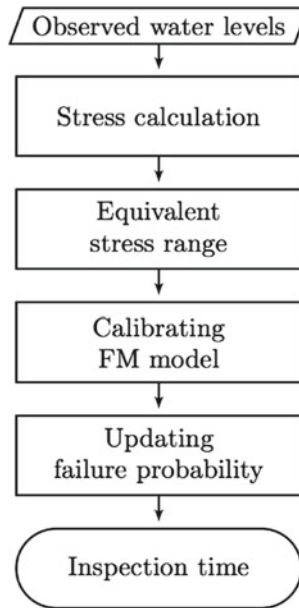 Observed water levels
Stress calculation
Equivalent
stress range
Calibrating
FM model
Updating
failure probability
Inspection time